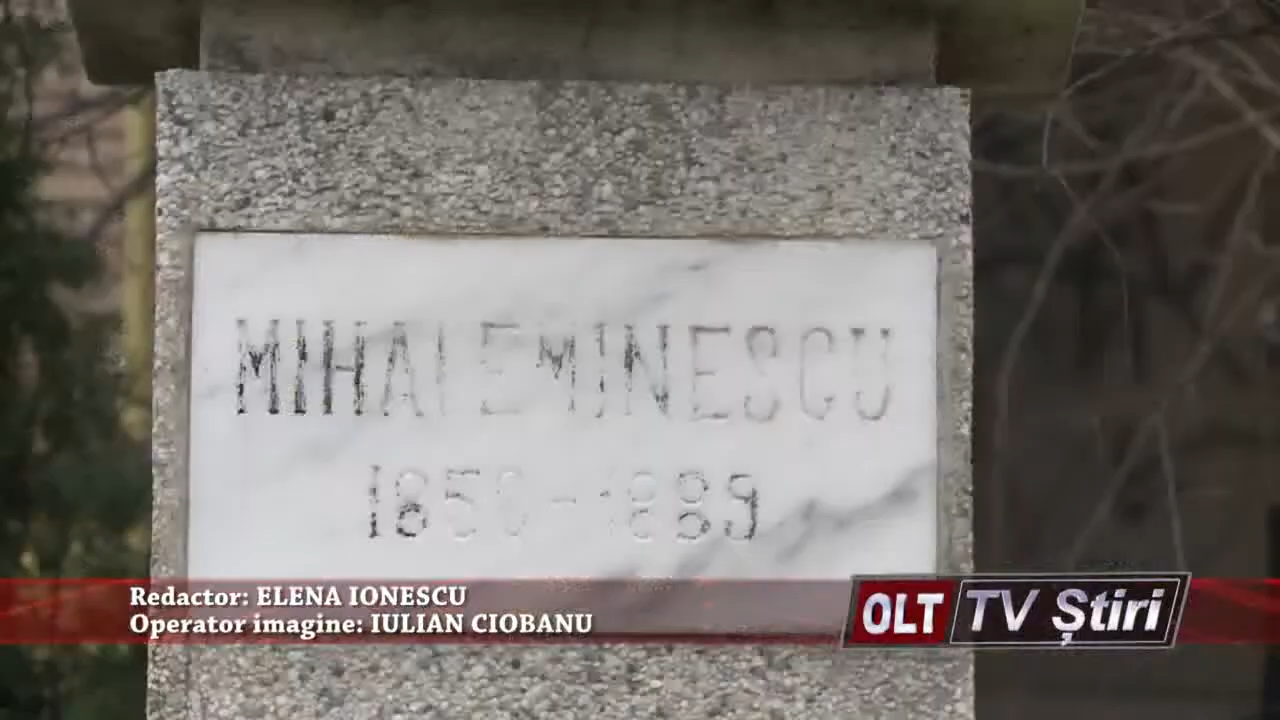 MIHAI EMINESCU
1850-1889
Redactor: ELENA IONESCU
Operator imagine: IULIAN CIOBANU
OLT TV Știri